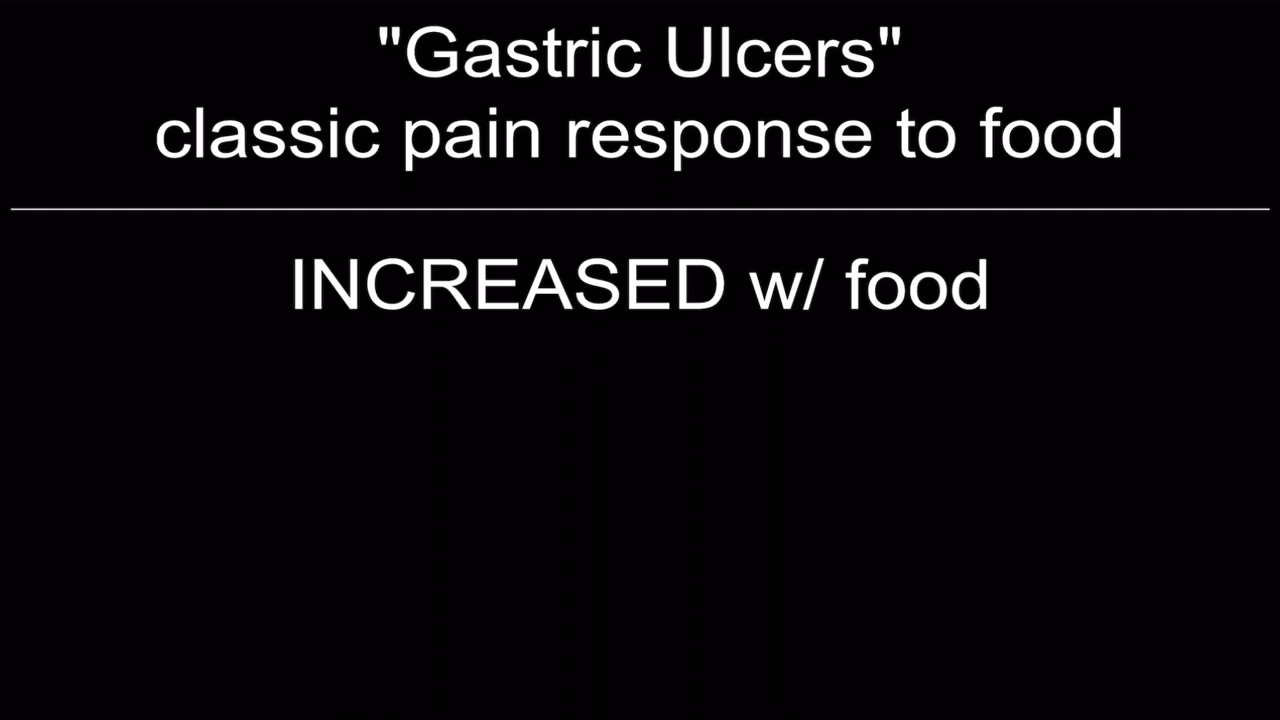 "Gastric Ulcers"
classic pain response to food
INCREASED w/ food